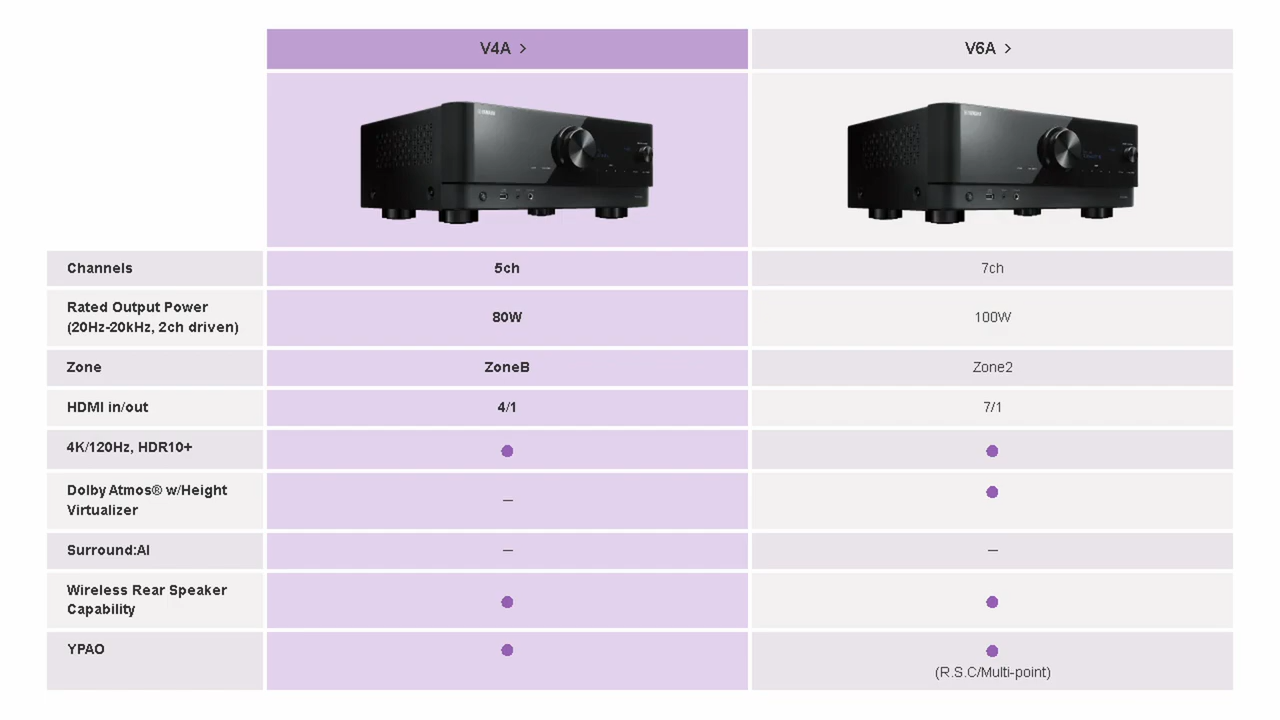 V4A >
V6A >
YAMAHA
YAMAHA
Channels
5ch
7ch
Rated Output Power
(20Hz-20kHz, 2ch driven)
80W
100W
Zone
ZoneB
Zone2
HDMI in/out
4/1
7/1
4K/120Hz, HDR10+
Dolby Atmos® w/Height
Virtualizer
–
Surround:AI
–
–
Wireless Rear Speaker
Capability
YPAO
(R.S.C/Multi-point)